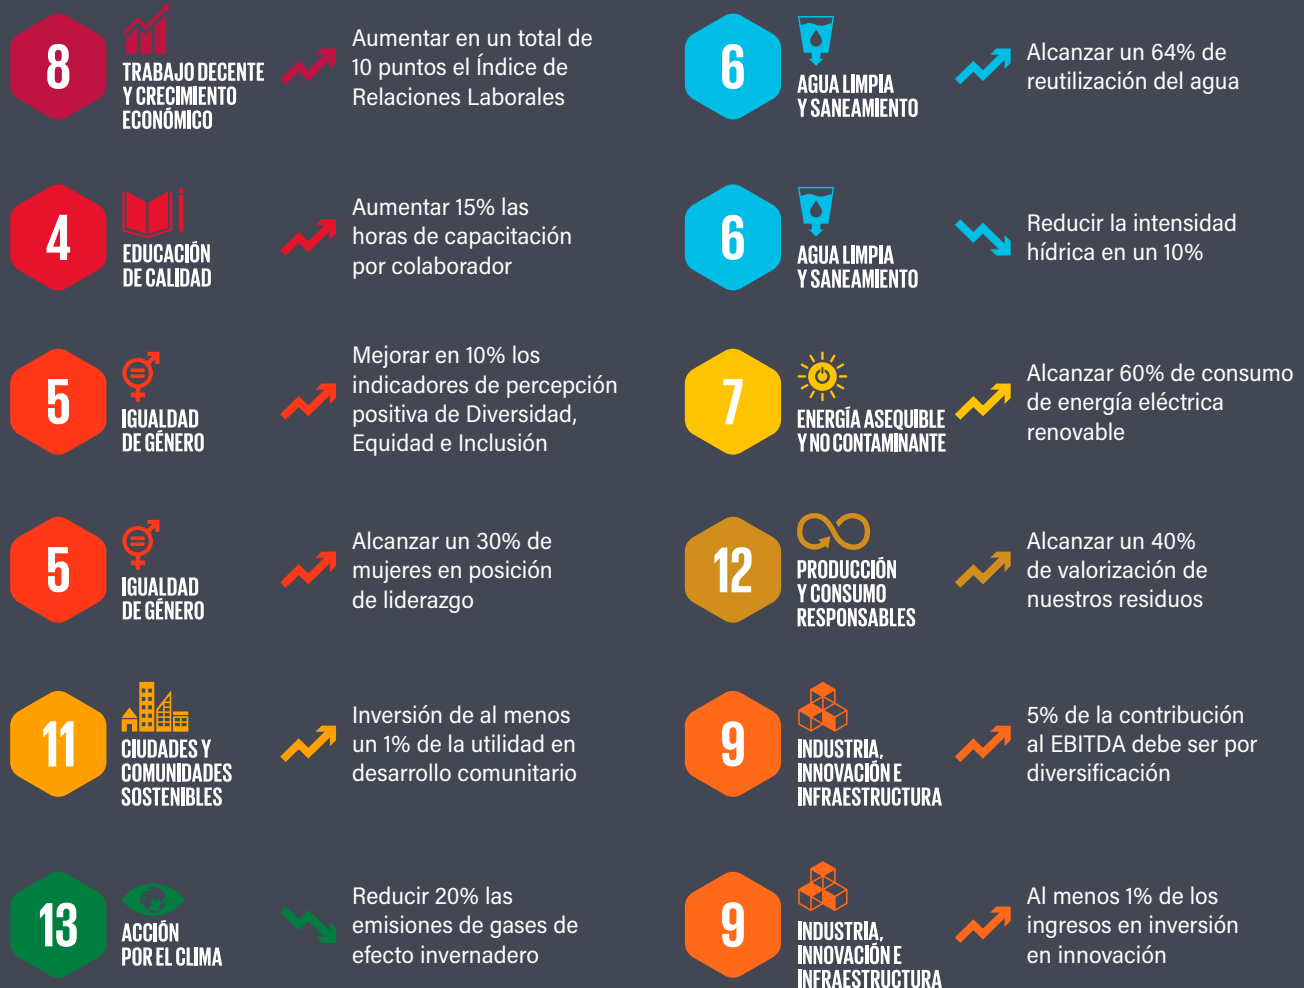 8
TRABAJO DECENTE
Y CRECIMIENTO
ECONÓMICO
Aumentar en un total de
10 puntos el Índice de
Relaciones Laborales
4
EDUCACIÓN
DE CALIDAD
Aumentar 15% las
horas de capacitación
por colaborador
5
IGUALDAD
DE GÉNERO
Mejorar en 10% los
indicadores de percepción
positiva de Diversidad,
Equidad e Inclusión
5
IGUALDAD
DE GÉNERO
Alcanzar un 30% de
mujeres en posición
de liderazgo
11
CIUDADES Y
COMUNIDADES
SOSTENIBLES
Inversión de al menos
un 1% de la utilidad en
desarrollo comunitario
13
ACCIÓN
POR EL CLIMA
Reducir 20% las
emisiones de gases de
efecto invernadero
6
AGUA LIMPIA
Y SANEAMIENTO
Alcanzar un 64% de
reutilización del agua
6
AGUA LIMPIA
Y SANEAMIENTO
Reducir la intensidad
hídrica en un 10%
7
ENERGÍA ASEQUIBLE
Y NO CONTAMINANTE
Alcanzar 60% de consumo
de energía eléctrica
renovable
12
PRODUCCIÓN
Y CONSUMO
RESPONSABLES
Alcanzar un 40%
de valorización de
nuestros residuos
9
INDUSTRIA,
INNOVACIÓN E
INFRAESTRUCTURA
5% de la contribución
al EBITDA debe ser por
diversificación
9
INDUSTRIA,
INNOVACIÓN E
INFRAESTRUCTURA
Al menos 1% de los
ingresos en inversión
en innovación